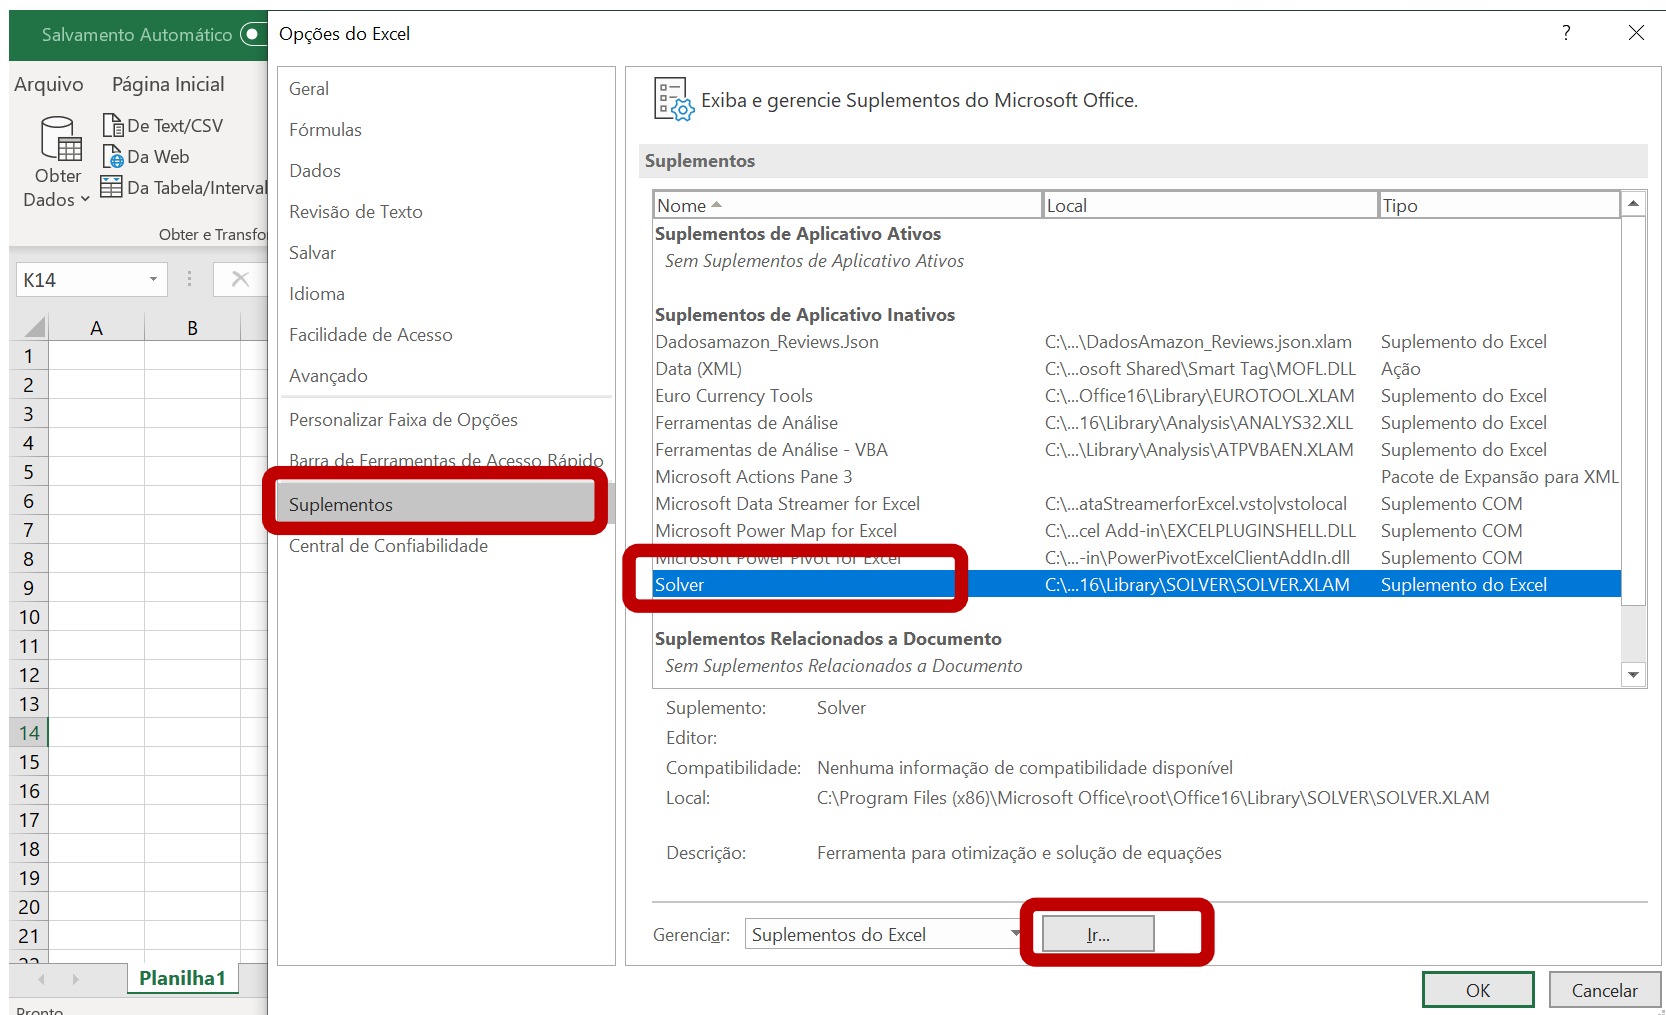 Salvamento Automático
Arquivo
Página Inicial
De Text/CSV
Da Web
Da Tabela/Interval
Obter
Dados
Obter e Transfor
K14
A
B
1
2
3
4
5
6
7
8
9
10
11
12
13
14
15
16
17
18
19
20
21
22
Planilha1
Pronto
Opções do Excel
?
Geral
Fórmulas
Dados
Revisão de Texto
Salvar
Idioma
Facilidade de Acesso
Avançado
Personalizar Faixa de Opções
Barra de Ferramentas de Acesso Rápido
Suplementos
Central de Confiabilidade
Exiba e gerencie Suplementos do Microsoft Office.
Suplementos
Nome Local Tipo
Suplementos de Aplicativo Ativos
Sem Suplementos de Aplicativo Ativos
Suplementos de Aplicativo Inativos
Dadosamazon_Reviews.Json C:\...\DadosAmazon_Reviews.json.xlam Suplemento do Excel
Data (XML) C:\...osoft Shared\Smart Tag\MOFL.DLL Ação
Euro Currency Tools C:\...Office16\Library\EUROTOOL.XLAM Suplemento do Excel
Ferramentas de Análise C:\...16\Library\Analysis\ANALYS32.XLL Suplemento do Excel
Ferramentas de Análise - VBA C:\...\Library\Analysis\ATPVBAEN.XLAM Suplemento do Excel
Microsoft Actions Pane 3 Pacote de Expansão para XML
Microsoft Data Streamer for Excel C:\...ataStreamerforExcel.vsto|vstolocal Suplemento COM
Microsoft Power Map for Excel C:\...cel Add-in\EXCELPLUGINSHELL.DLL Suplemento COM
Microsoft Power Pivot for Excel C:\...-in\PowerPivotExcelClientAddIn.dll Suplemento COM
Solver C:\...16\Library\SOLVER\SOLVER.XLAM Suplemento do Excel
Suplementos Relacionados a Documento
Sem Suplementos Relacionados a Documento
Suplemento: Solver
Editor:
Compatibilidade: Nenhuma informação de compatibilidade disponível
Local: C:\Program Files (x86)\Microsoft Office\root\Office16\Library\SOLVER\SOLVER.XLAM
Descrição: Ferramenta para otimização e solução de equações
Gerenciar: Suplementos do Excel Ir...
OK Cancelar